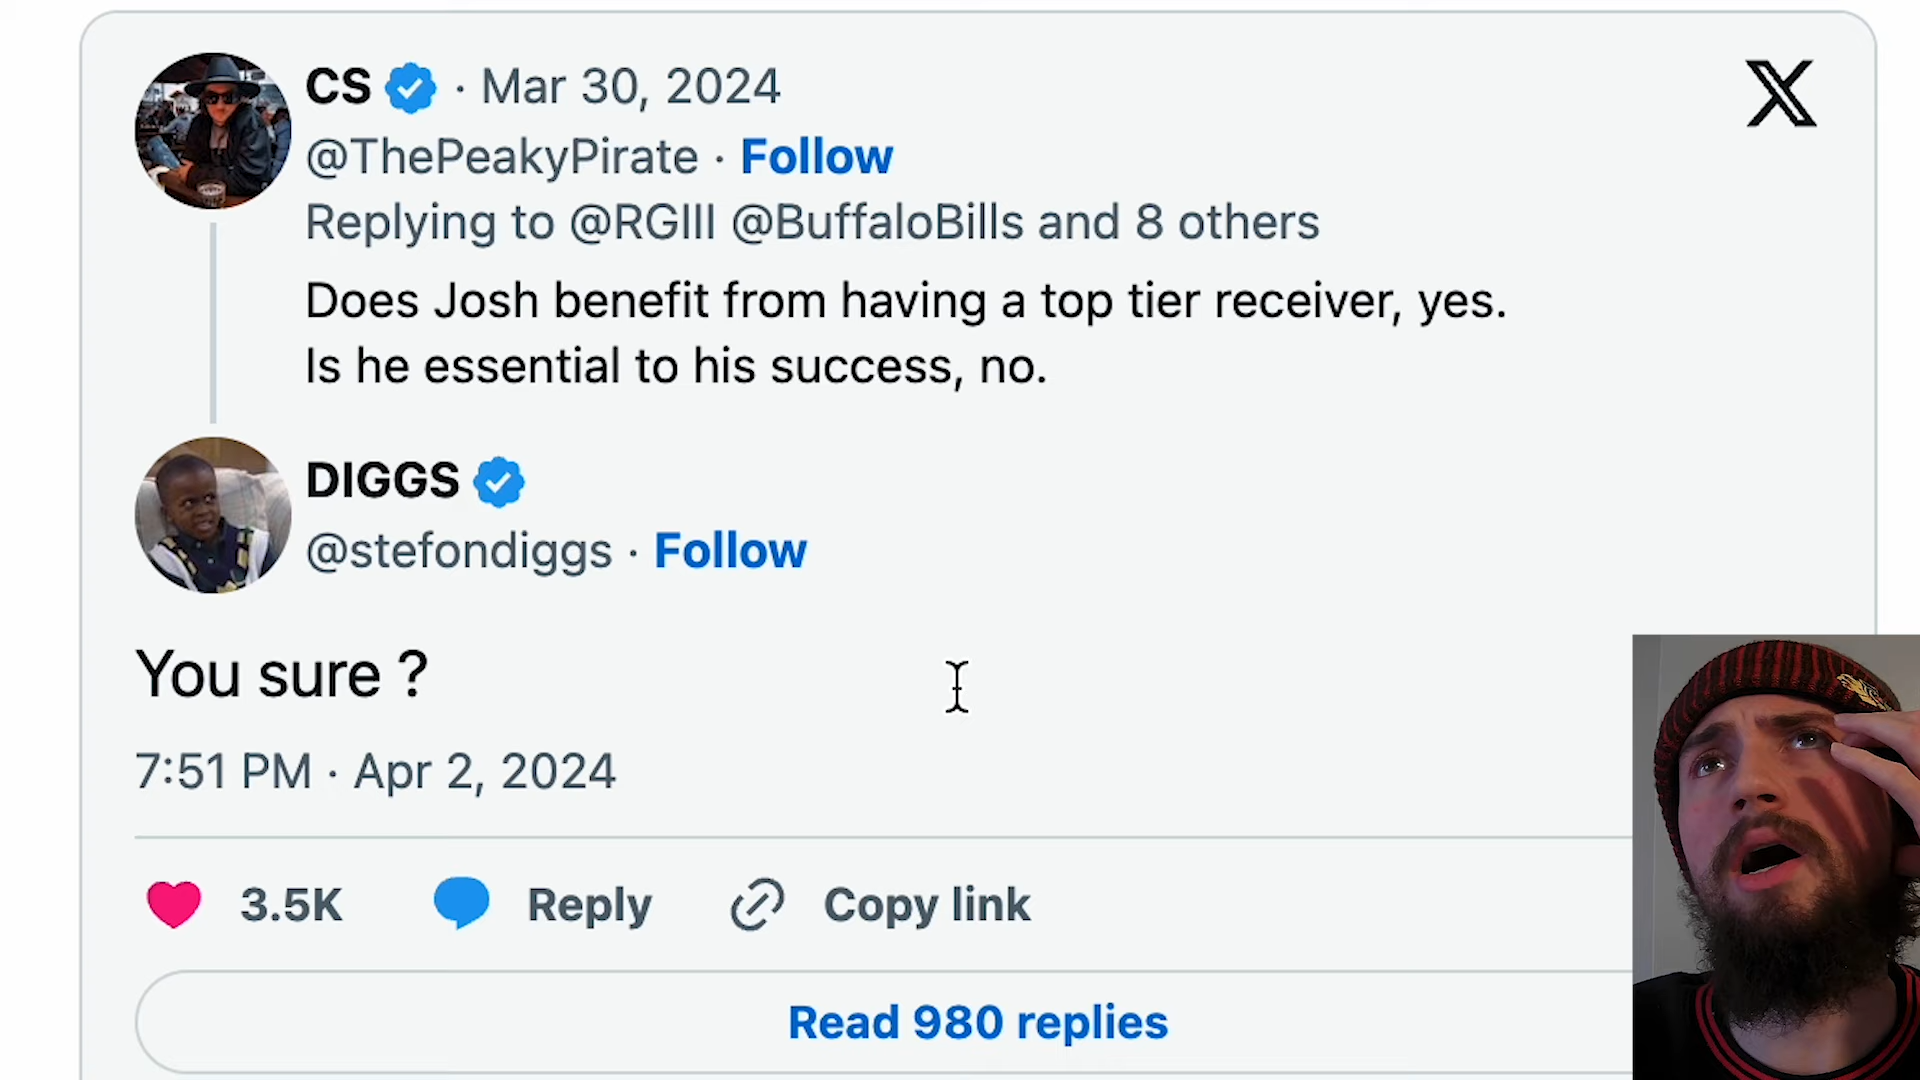 CS · Mar 30, 2024
@ThePeakyPirate · Follow
Replying to @RGIII @BuffaloBills and 8 others
Does Josh benefit from having a top tier receiver, yes.
Is he essential to his success, no.
DIGGS
@stefondiggs · Follow
You sure ?
7:51 PM · Apr 2, 2024
3.5K Reply Copy link
Read 980 replies